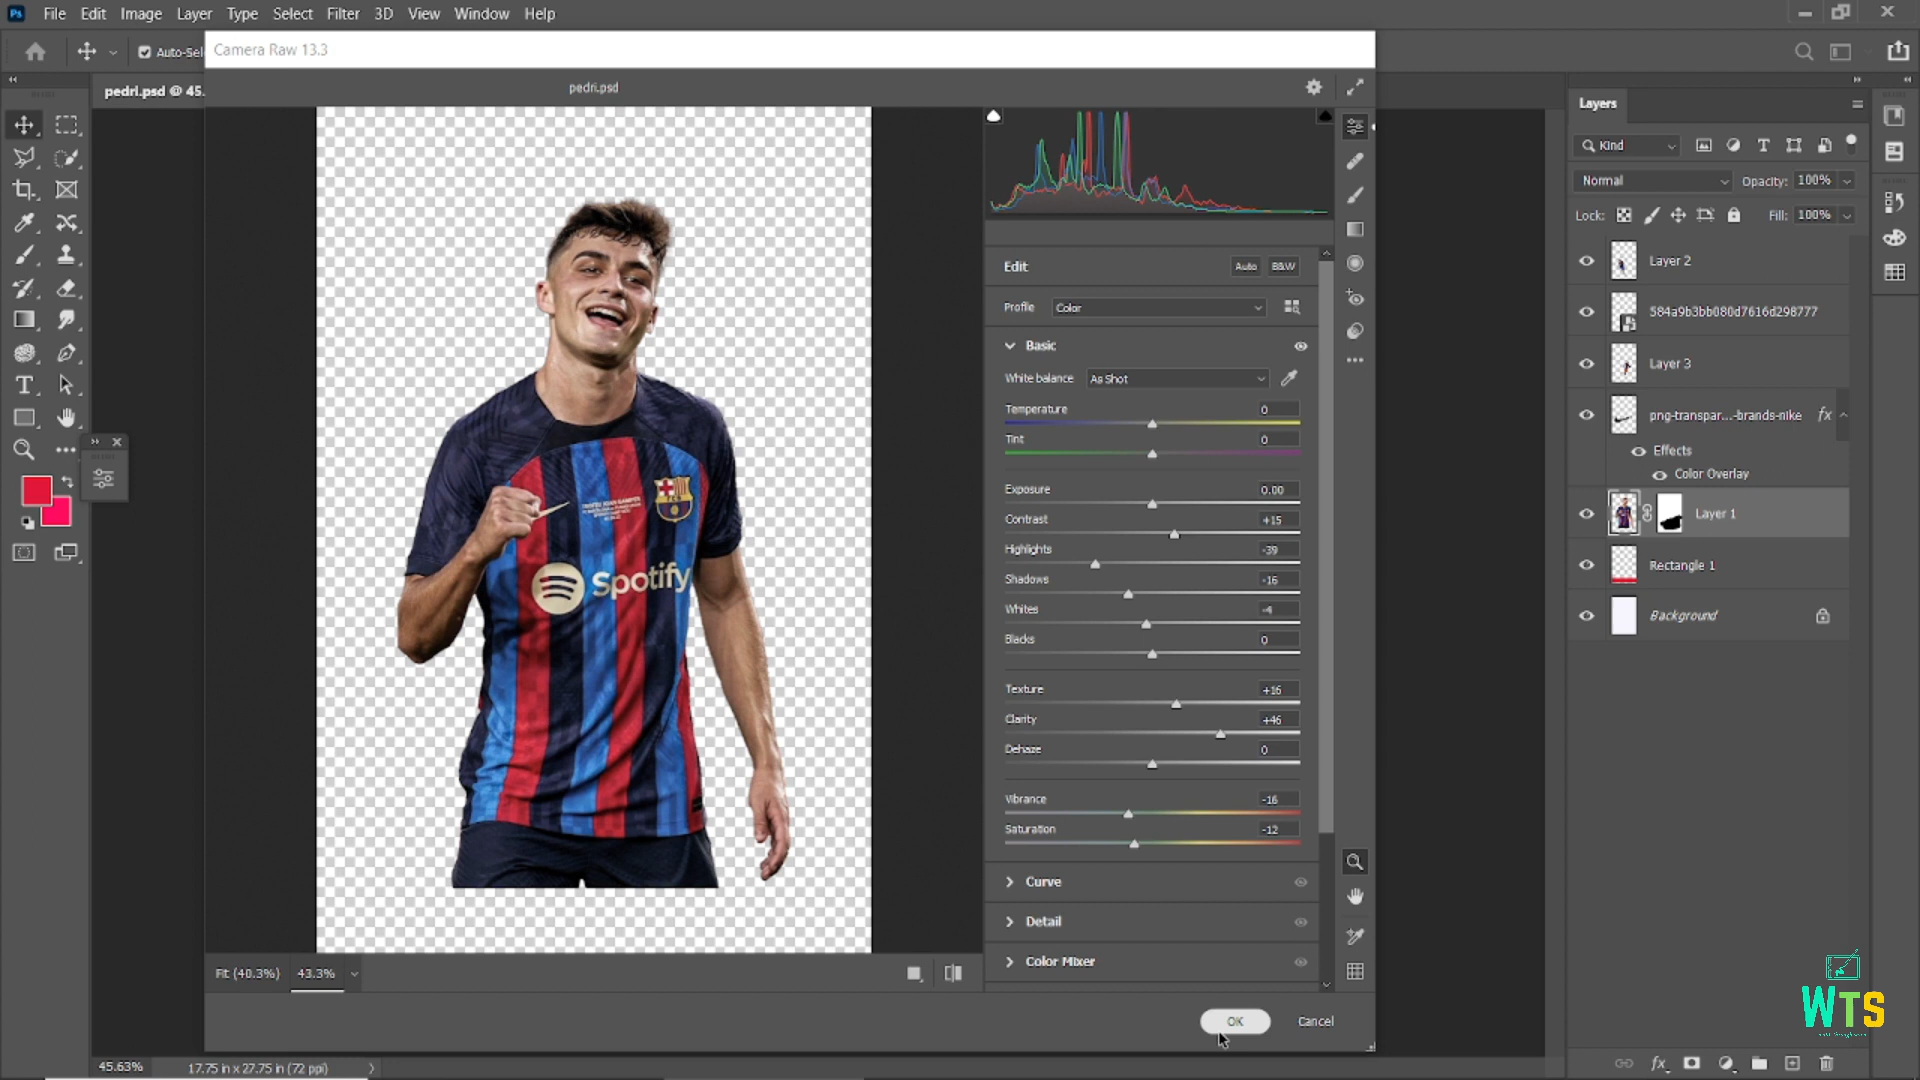 Ps File Edit Image Layer Type Select Filter 3D View Window Help
Auto-Sel
Camera Raw 13.3
pedri.psd @ 45.
pedri.psd
Edit
Auto
B&W
Profile
Color
Basic
White balance
As Shot
Temperature
0
Tint
0
Exposure
0.00
Contrast
+15
Highlights
-39
Shadows
-16
Whites
-4
Blacks
0
Texture
+16
Clarity
+46
Dehaze
0
Vibrance
-16
Saturation
-12
Curve
Detail
Color Mixer
Spotify
Fit (40.3%)
43.3%
OK
Cancel
45.63%
17.75 in x 27.75 in (72 ppi)
Layers
Kind
Normal
Opacity: 100%
Lock:
Fill: 100%
Layer 2
584a9b3bb080d7616d298777
Layer 3
png-transpar...-brands-nike
fx
Effects
Color Overlay
Layer 1
Rectangle 1
Background
fx
WTS